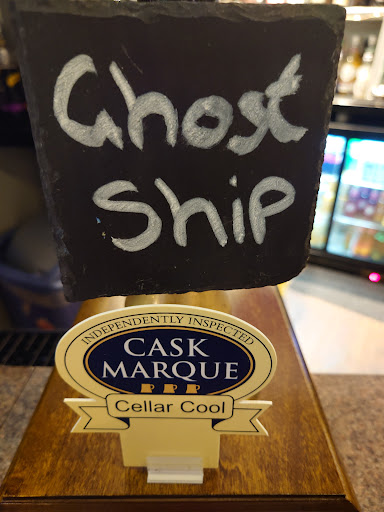 Ghost
Ship
INDEPENDENTLY INSPECTED
CASK
MARQUE
Cellar Cool